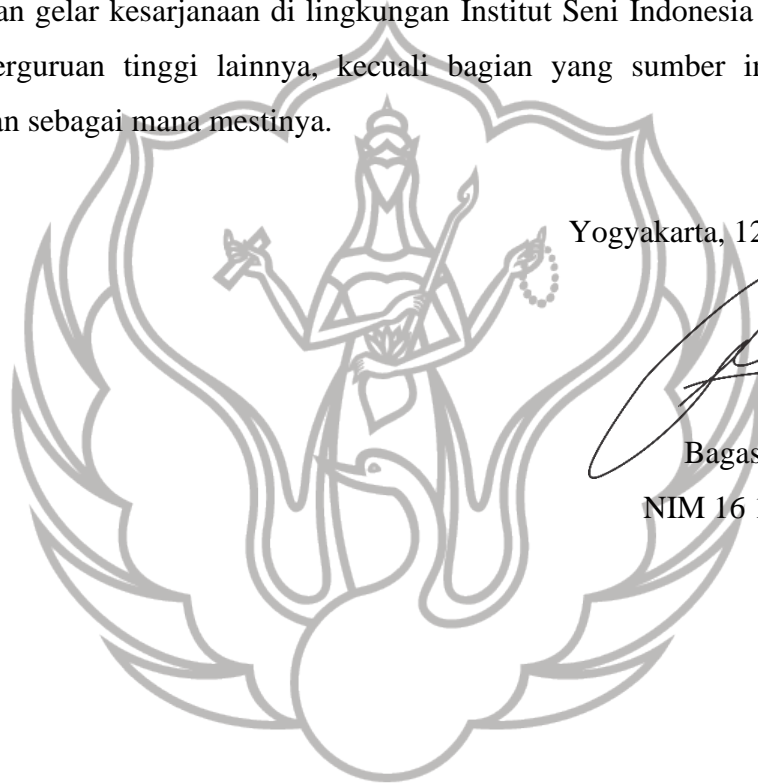 an gelar kesarjanaan di lingkungan Institut Seni Indonesia
erguruan tinggi lainnya, kecuali bagian yang sumber in
an sebagai mana mestinya.
Yogyakarta, 12
Bagas
NIM 16 1